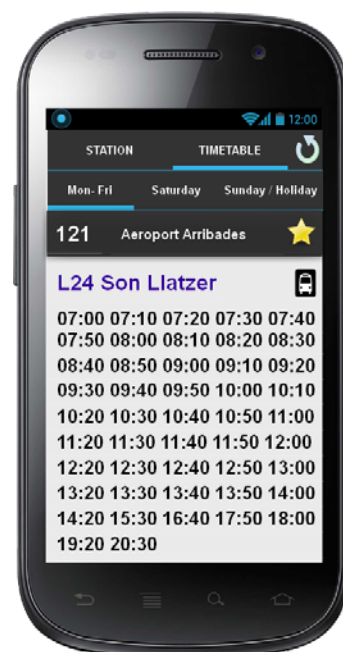 12:00
STATION TIMETABLE
Mon- Fri Saturday Sunday / Holiday
121 Aeroport Arribades
L24 Son Llatzer
07:00 07:10 07:20 07:30 07:40
07:50 08:00 08:10 08:20 08:30
08:40 08:50 09:00 09:10 09:20
09:30 09:40 09:50 10:00 10:10
10:20 10:30 10:40 10:50 11:00
11:20 11:30 11:40 11:50 12:00
12:20 12:30 12:40 12:50 13:00
13:20 13:30 13:40 13:50 14:00
14:20 15:30 16:40 17:50 18:00
19:20 20:30